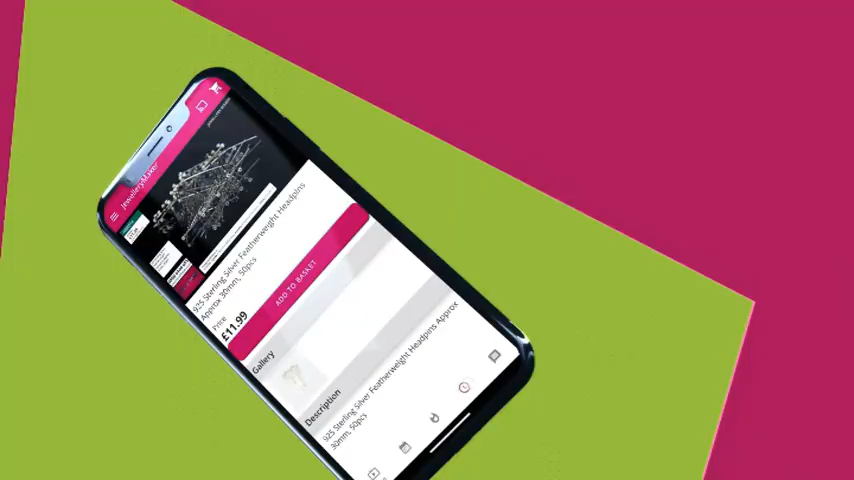 JewelleryMaker
925 Sterling Silver Featherweight Headpins
Approx 30mm, 50pcs
Price
£11.99
ADD TO BASKET
Gallery
Description
925 Sterling Silver Featherweight Headpins Approx
30mm, 50pcs